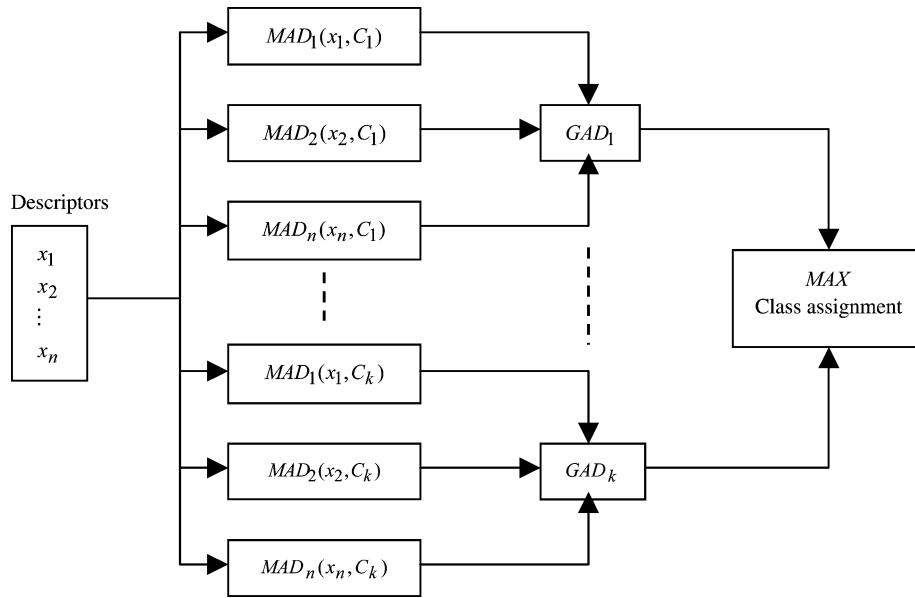 MAD₁(x₁, C₁)
MAD₂(x₂, C₁)
GAD₁
Descriptors
x₁
x₂
⋮
xₙ
MADₙ(xₙ, C₁)
MAX
Class assignment
MAD₁(x₁, Cₖ)
MAD₂(x₂, Cₖ)
GADₖ
MADₙ(xₙ, Cₖ)